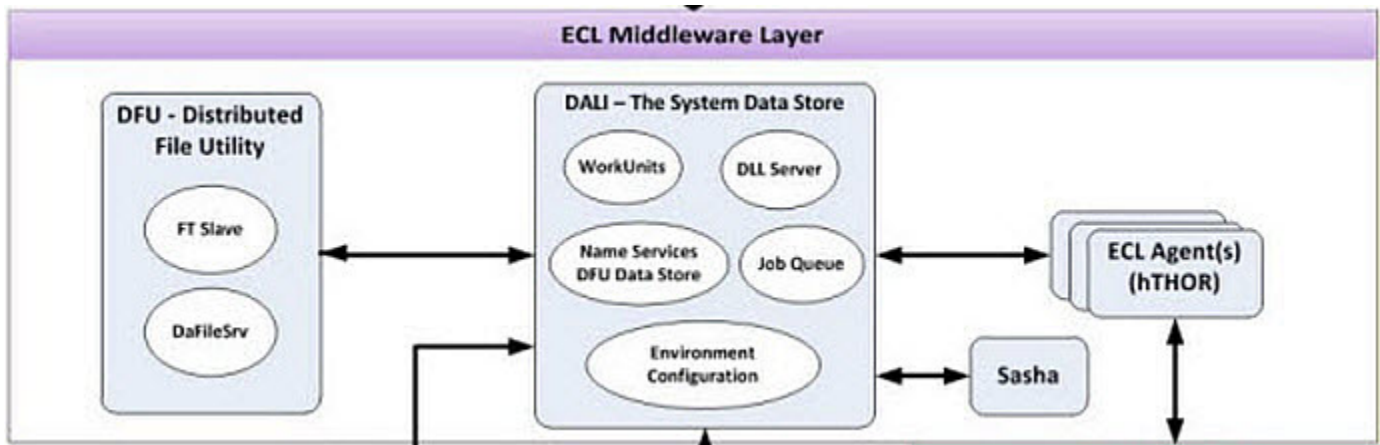 ECL Middleware Layer
DFU - Distributed
File Utility
FT Slave
DaFileSrv
DALI – The System Data Store
WorkUnits
DLL Server
Name Services
DFU Data Store
Job Queue
Environment
Configuration
ECL Agent(s)
(hTHOR)
Sasha